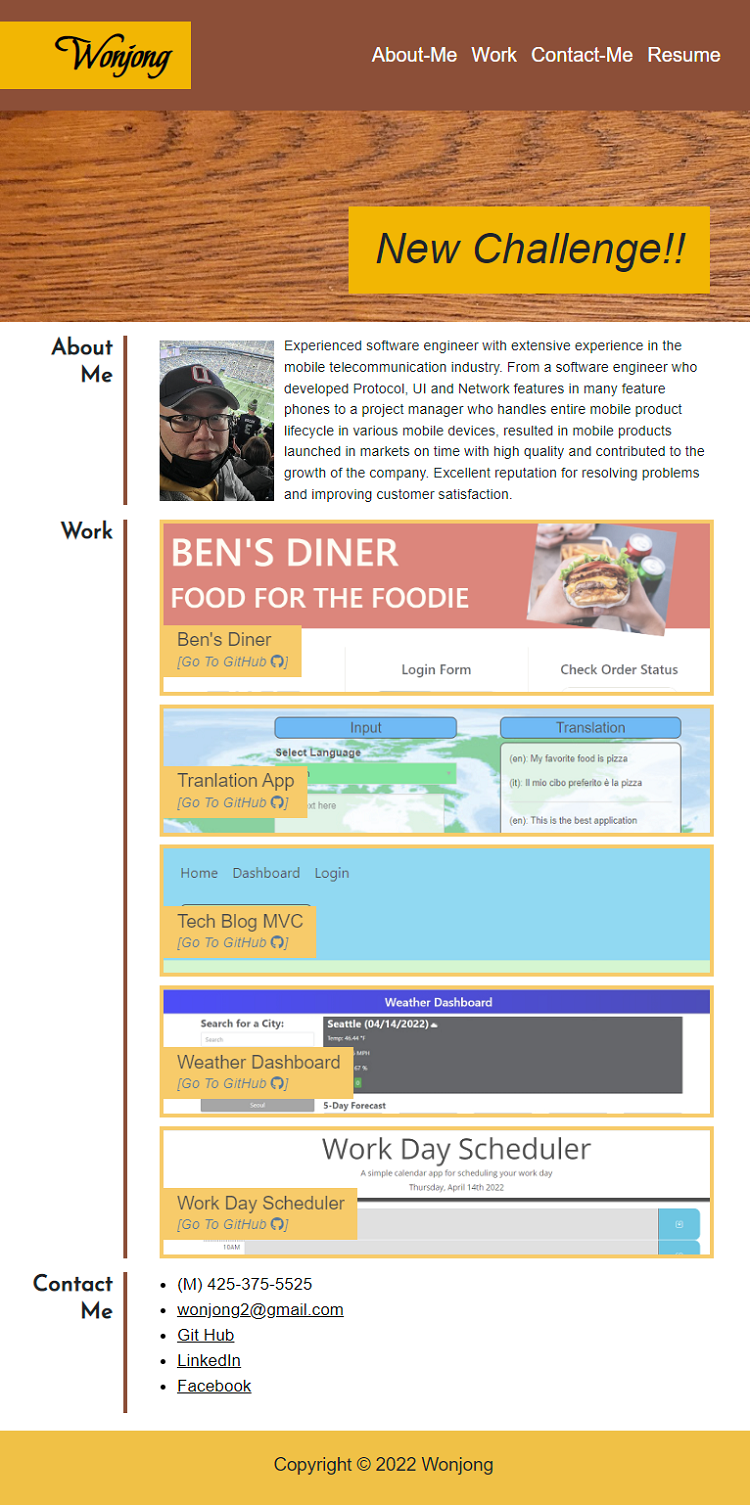 Wonjong
About-Me Work Contact-Me Resume
New Challenge!!
About
Me
Experienced software engineer with extensive experience in the
mobile telecommunication industry. From a software engineer who
developed Protocol, UI and Network features in many feature
phones to a project manager who handles entire mobile product
lifecycle in various mobile devices, resulted in mobile products
launched in markets on time with high quality and contributed to the
growth of the company. Excellent reputation for resolving problems
and improving customer satisfaction.
Work
BEN'S DINER
FOOD FOR THE FOODIE
Ben's Diner
[Go To GitHub ]
Login Form
Check Order Status
Input
Translation
Select Language
(en): My favorite food is pizza
(it): Il mio cibo preferito è la pizza
(en): This is the best application
Tranlation App
[Go To GitHub ]
here
Home Dashboard Login
Tech Blog MVC
[Go To GitHub ]
Weather Dashboard
Search for a City:
Search
Seattle (04/14/2022)
Temp: 46.44 °F
MPH
67 %
Weather Dashboard
[Go To GitHub ]
Seoul
5-Day Forecast
Work Day Scheduler
A simple calendar app for scheduling your work day
Thursday, April 14th 2022
Work Day Scheduler
[Go To GitHub ]
10AM
Contact
Me
(M) 425-375-5525
wonjong2@gmail.com
Git Hub
LinkedIn
Facebook
Copyright © 2022 Wonjong